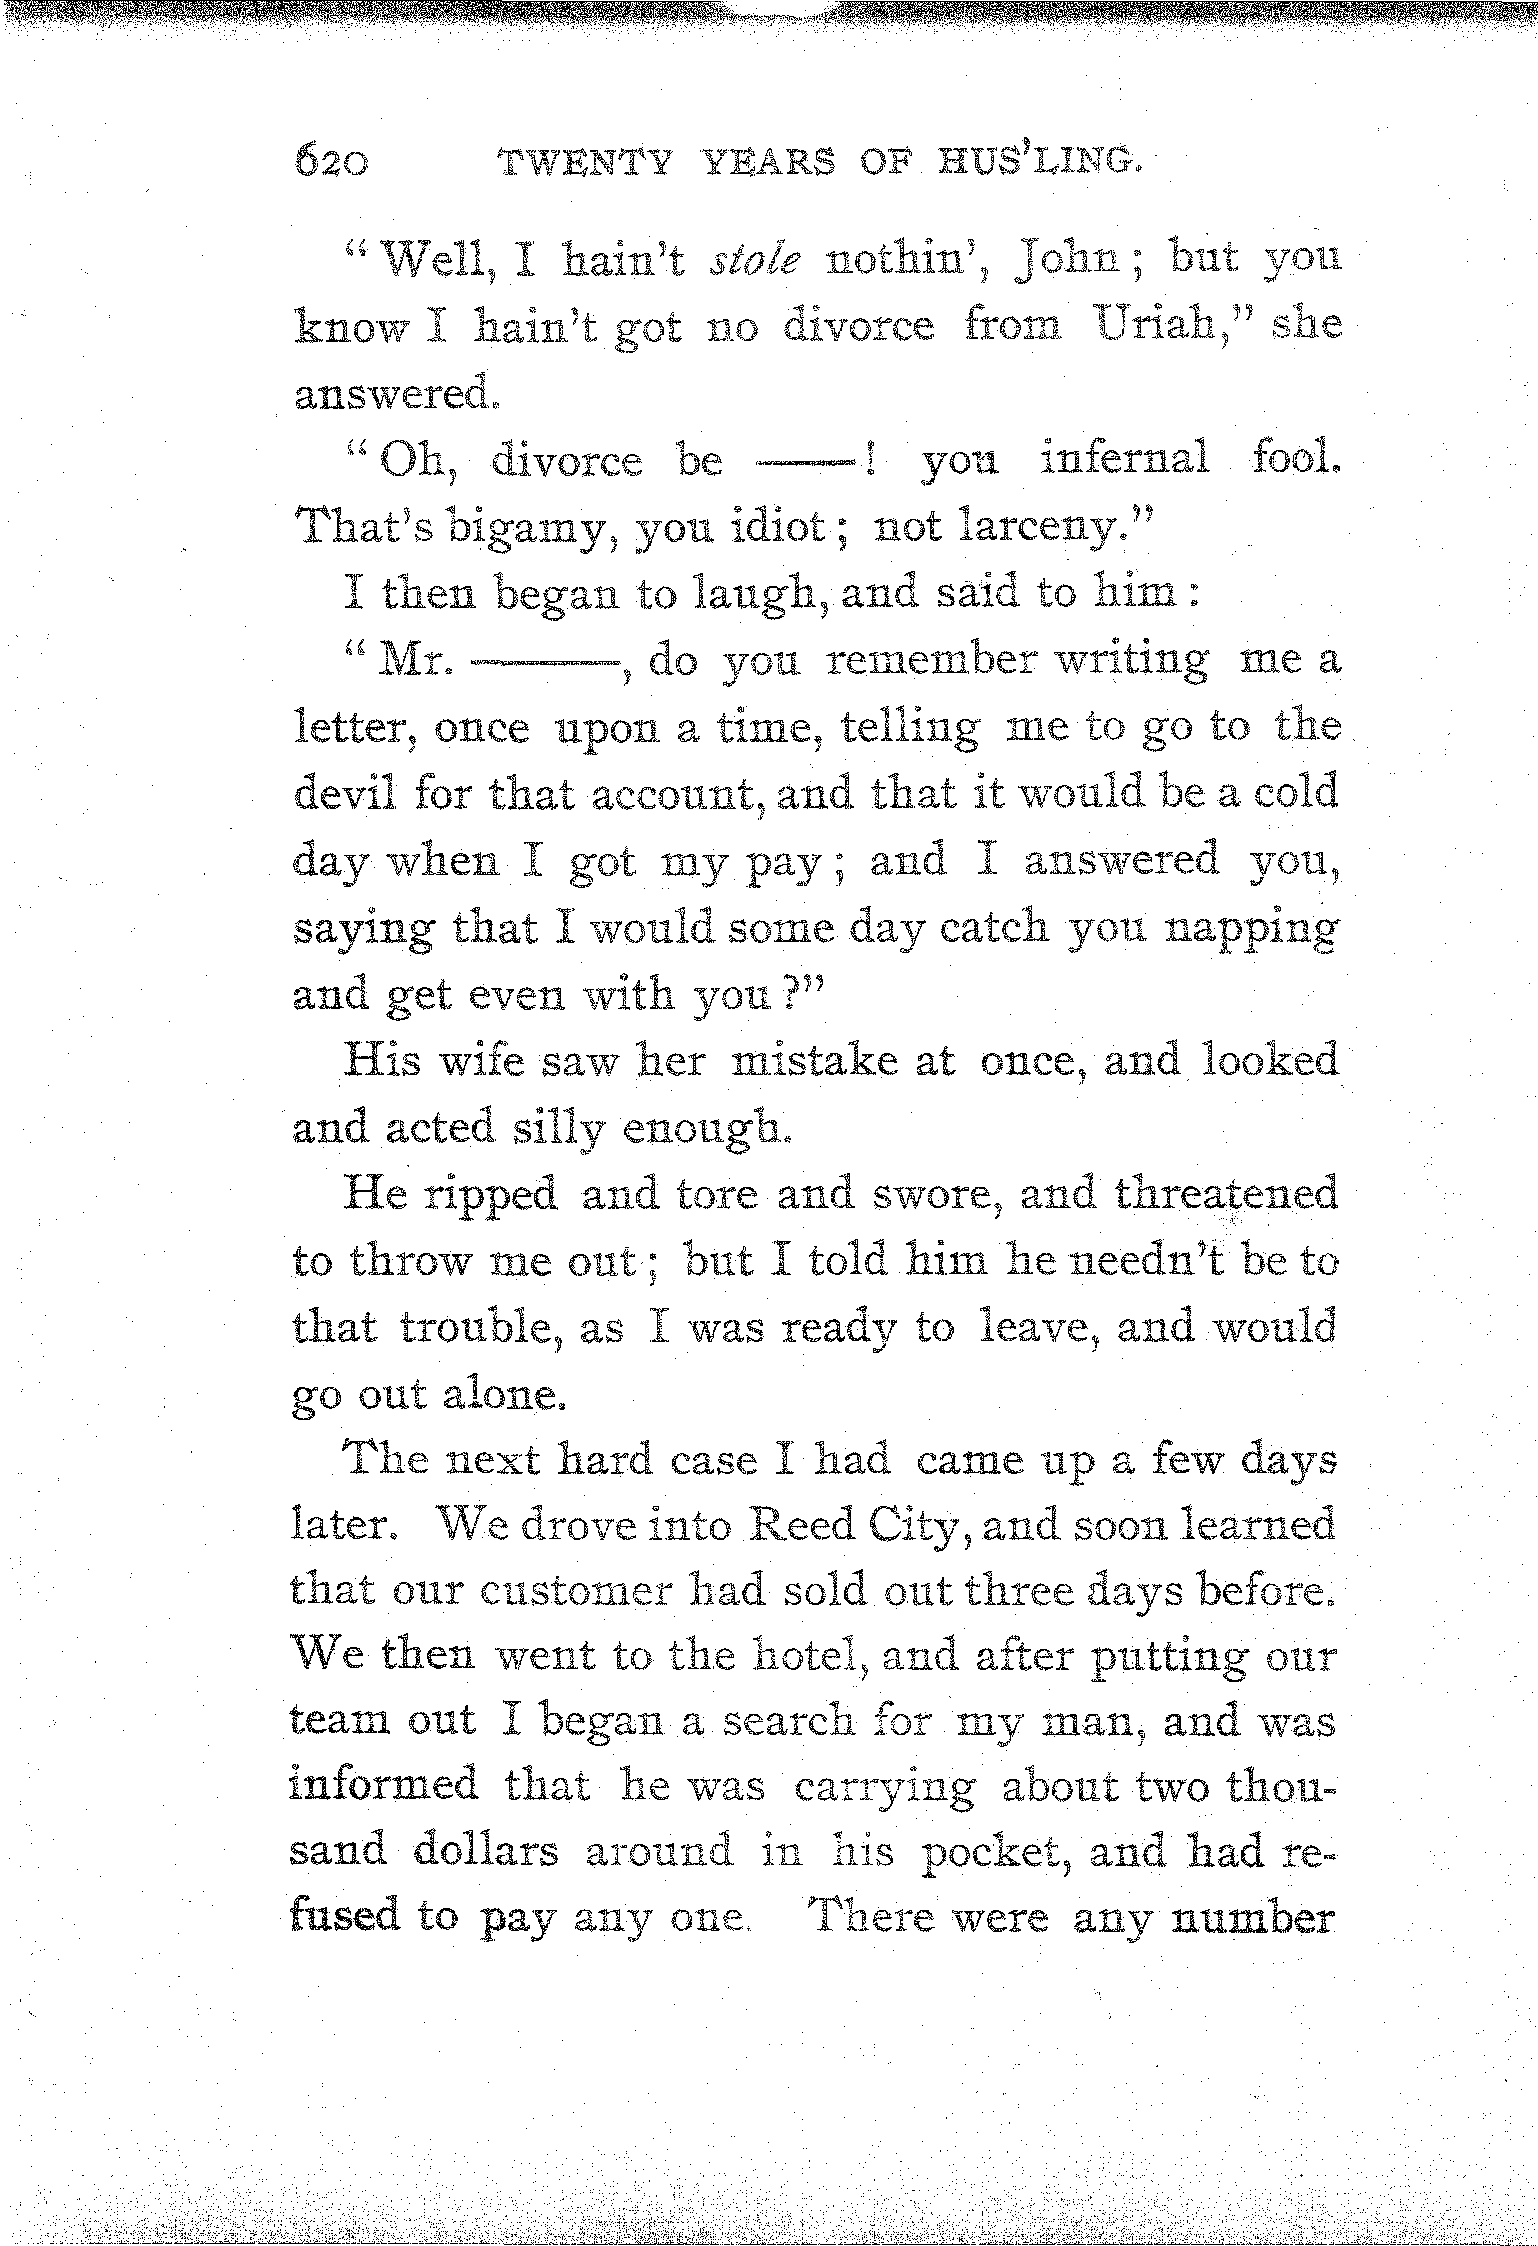 620 TWENTY YEARS OF HUS'LING.
“Well, I hain't stole nothin', John; but you
know I hain't got no divorce from Uriah,” she
answered.
“Oh, divorce be ——! you infernal fool.
That's bigamy, you idiot; not larceny.”
I then began to laugh, and said to him:
“Mr. ———, do you remember writing me a
letter, once upon a time, telling me to go to the
devil for that account, and that it would be a cold
day when I got my pay; and I answered you,
saying that I would some day catch you napping
and get even with you?”
His wife saw her mistake at once, and looked
and acted silly enough.
He ripped and tore and swore, and threatened
to throw me out; but I told him he needn't be to
that trouble, as I was ready to leave, and would
go out alone.
The next hard case I had came up a few days
later. We drove into Reed City, and soon learned
that our customer had sold out three days before.
We then went to the hotel, and after putting our
team out I began a search for my man, and was
informed that he was carrying about two thou-
sand dollars around in his pocket, and had re-
fused to pay any one. There were any number